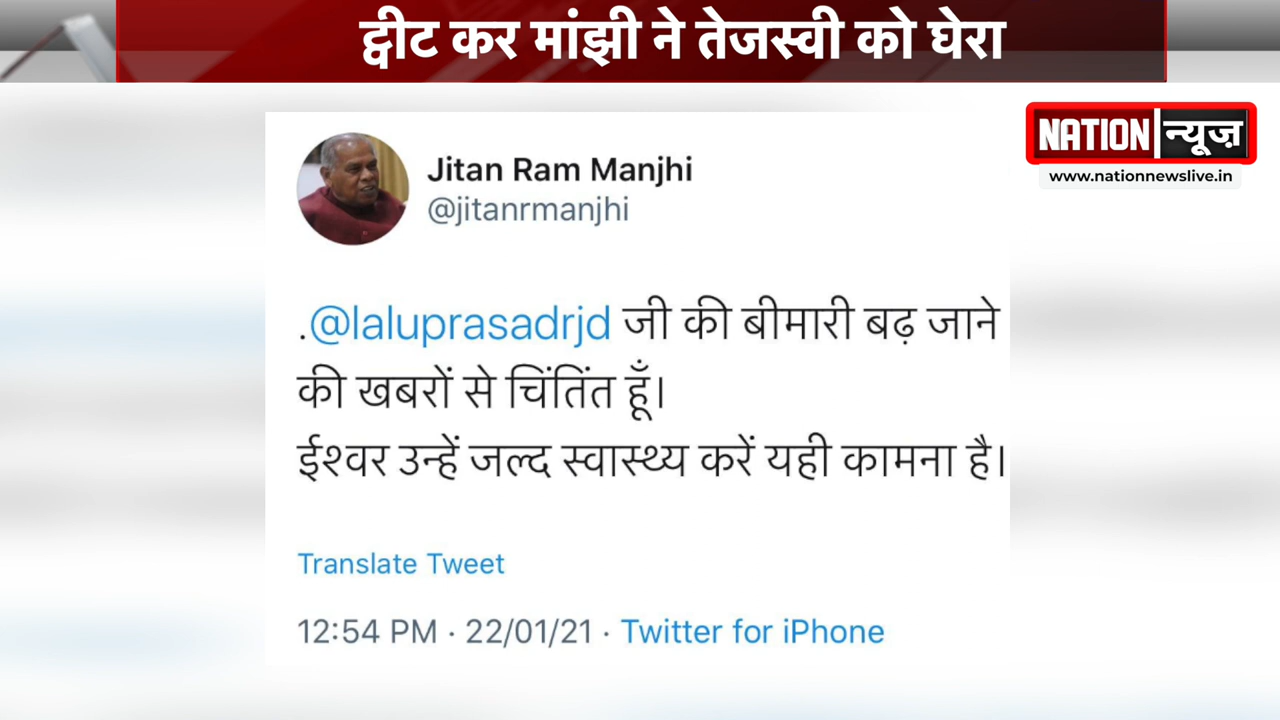 ट्वीट कर मांझी ने तेजस्वी को घेरा
NATION न्यूज़
www.nationnewslive.in
Jitan Ram Manjhi
@jitanrmanjhi
.@laluprasadrjd जी की बीमारी बढ़ जाने
की खबरों से चिंतिंत हूँ।
ईश्वर उन्हें जल्द स्वास्थ्य करें यही कामना है।
Translate Tweet
12:54 PM · 22/01/21 · Twitter for iPhone